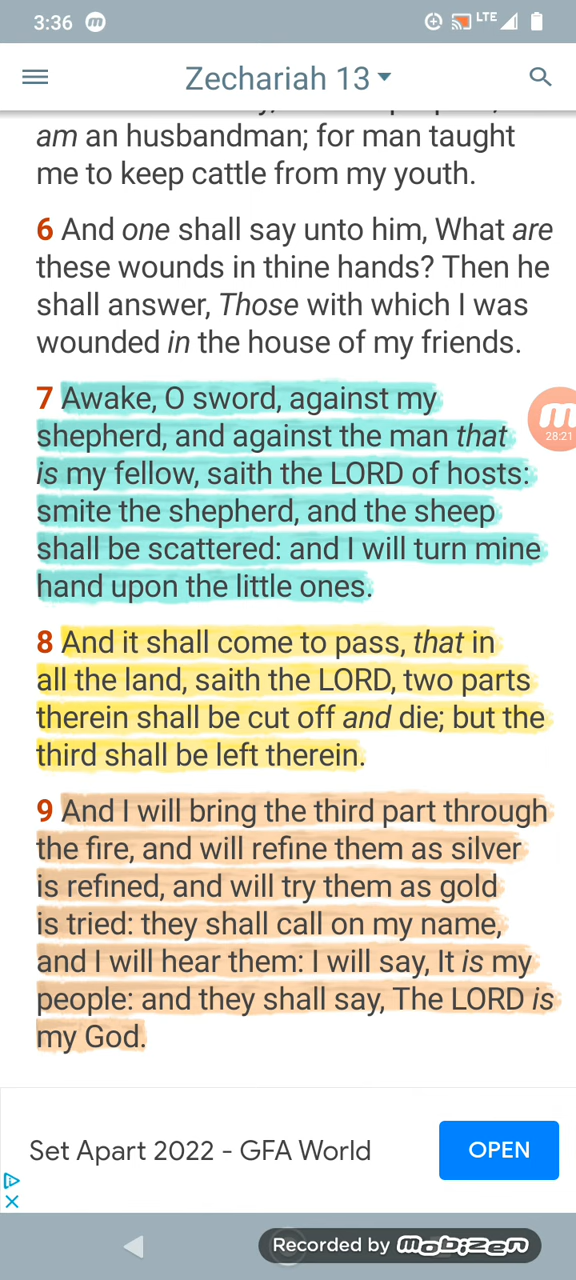 3:36
LTE
Zechariah 13
am an husbandman; for man taught
me to keep cattle from my youth.
6 And one shall say unto him, What are
these wounds in thine hands? Then he
shall answer, Those with which I was
wounded in the house of my friends.
7 Awake, O sword, against my
shepherd, and against the man that
is my fellow, saith the LORD of hosts:
smite the shepherd, and the sheep
shall be scattered: and I will turn mine
hand upon the little ones.
28:21
8 And it shall come to pass, that in
all the land, saith the LORD, two parts
therein shall be cut off and die; but the
third shall be left therein.
9 And I will bring the third part through
the fire, and will refine them as silver
is refined, and will try them as gold
is tried: they shall call on my name,
and I will hear them: I will say, It is my
people: and they shall say, The LORD is
my God.
Set Apart 2022 - GFA World
OPEN
Recorded by mobizen